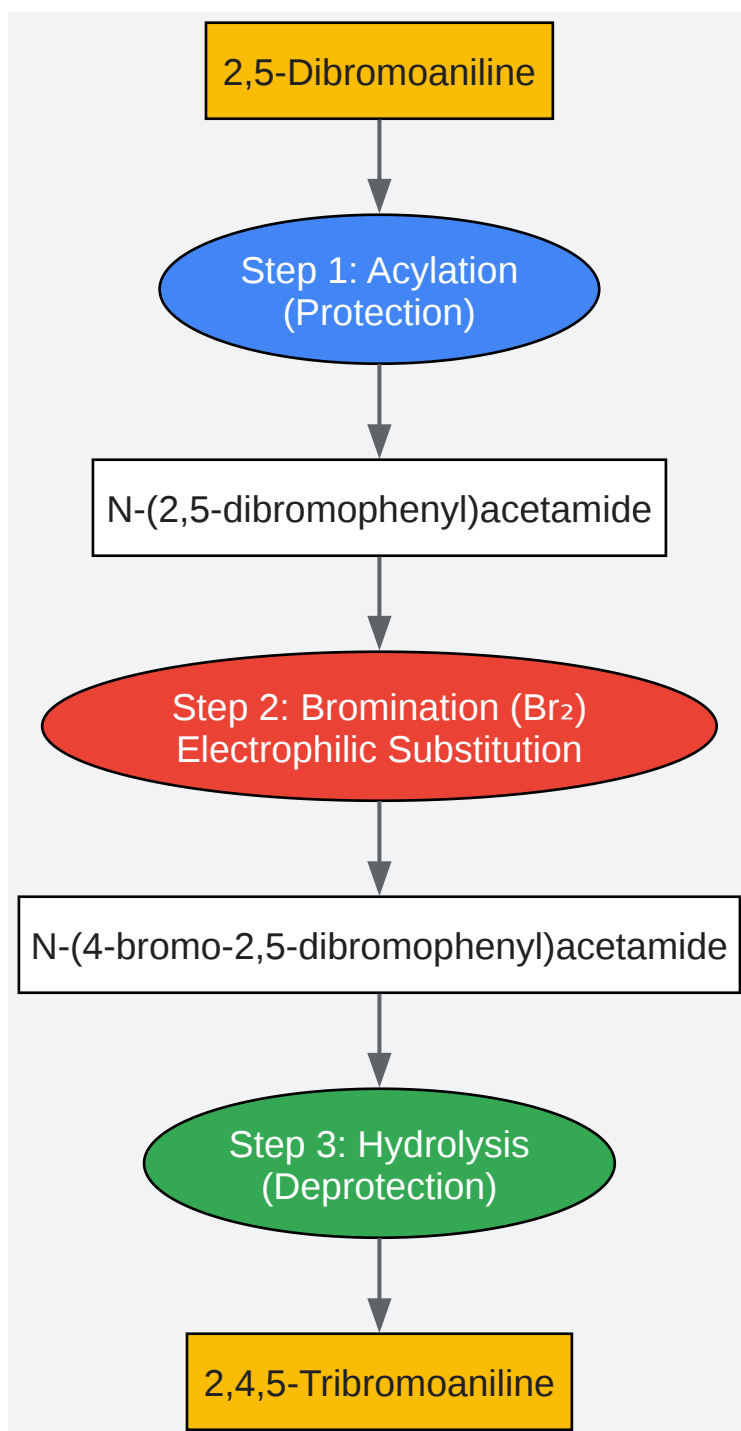 2,5-Dibromoaniline
Step 1: Acylation
(Protection)
N-(2,5-dibromophenyl)acetamide
Step 2: Bromination (Br₂)
Electrophilic Substitution
N-(4-bromo-2,5-dibromophenyl)acetamide
Step 3: Hydrolysis
(Deprotection)
2,4,5-Tribromoaniline